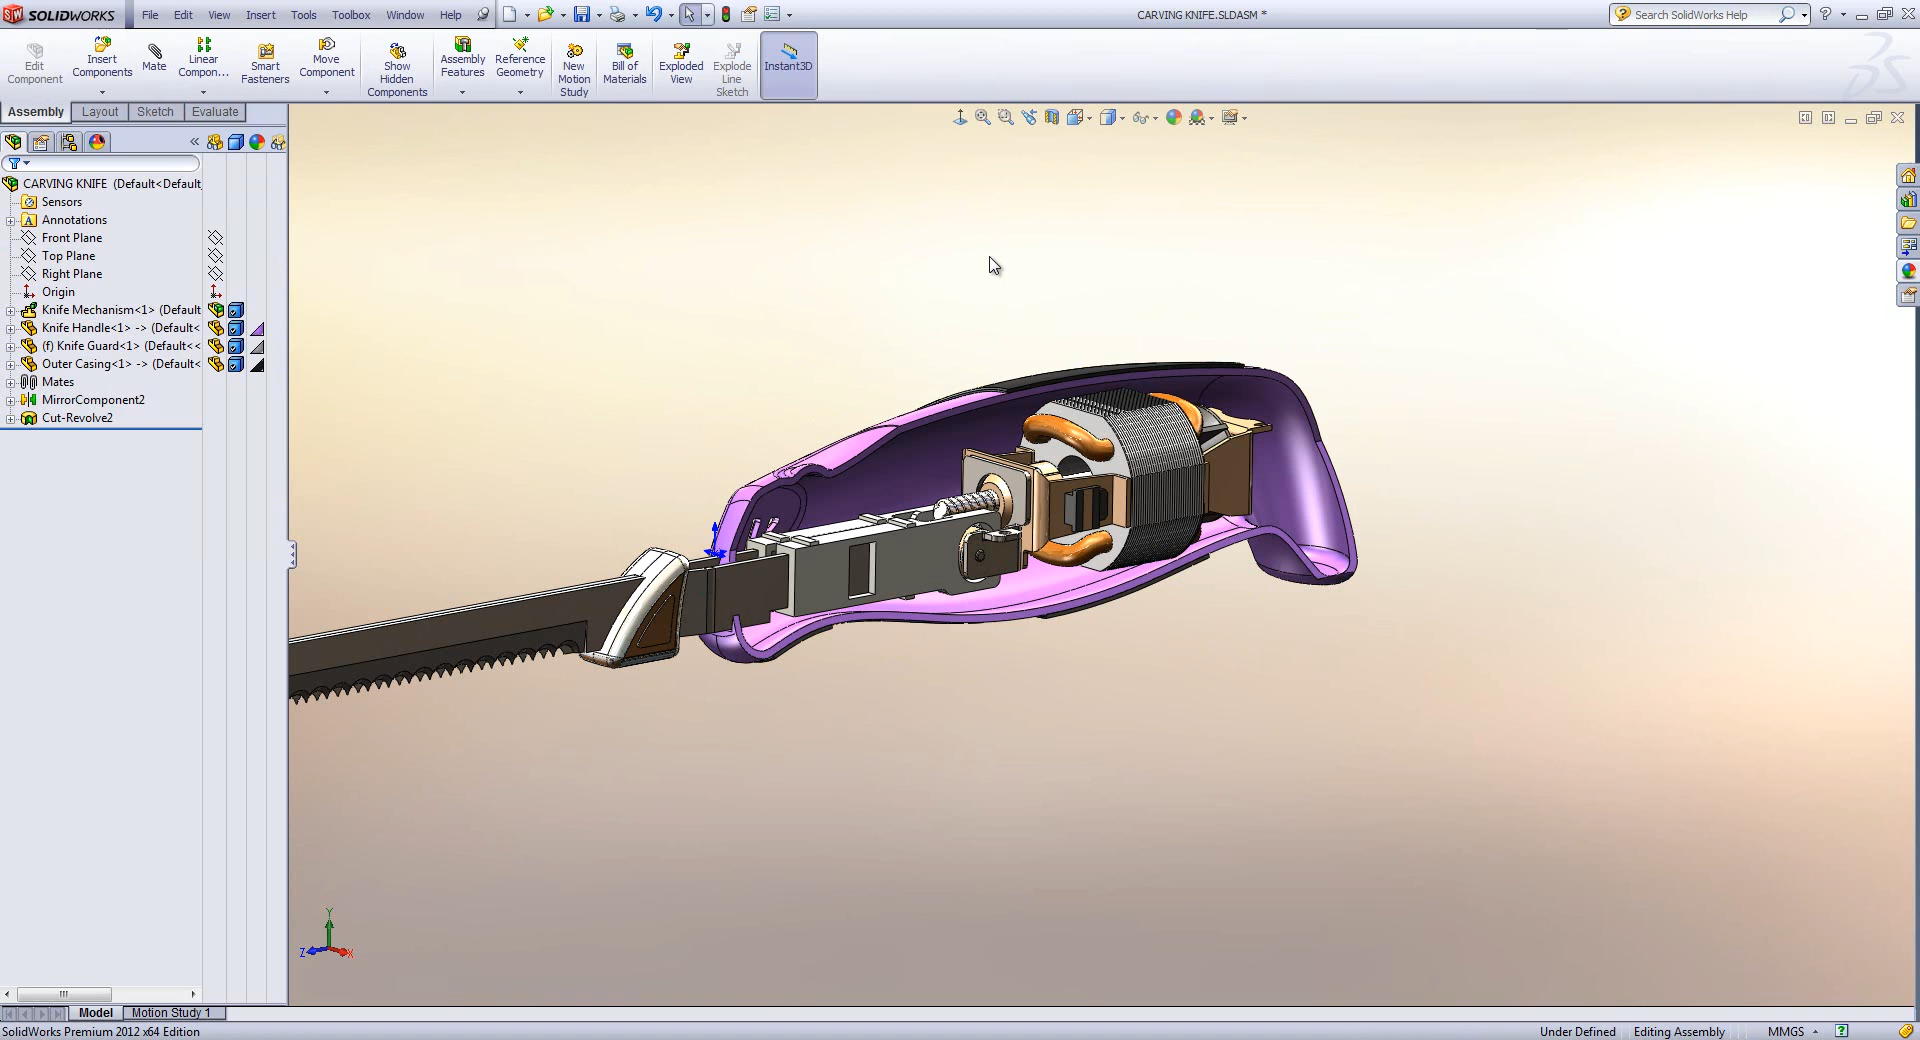 SW SOLIDWORKS File Edit View Insert Tools Toolbox Window Help
CARVING KNIFE.SLDASM *
Search SolidWorks Help
Edit Component
Insert Components
Mate
Linear Compon...
Smart Fasteners
Move Component
Show Hidden Components
Assembly Features
Reference Geometry
New Motion Study
Bill of Materials
Exploded View
Explode Line Sketch
Instant3D
Assembly Layout Sketch Evaluate
CARVING KNIFE (Default<Default
Sensors
A Annotations
Front Plane
Top Plane
Right Plane
Origin
Knife Mechanism<1> (Default
Knife Handle<1> -> (Default<
(f) Knife Guard<1> (Default<<
Outer Casing<1> -> (Default<
Mates
MirrorComponent2
Cut-Revolve2
Y
Z X
Model Motion Study 1
SolidWorks Premium 2012 x64 Edition
Under Defined Editing Assembly MMGS